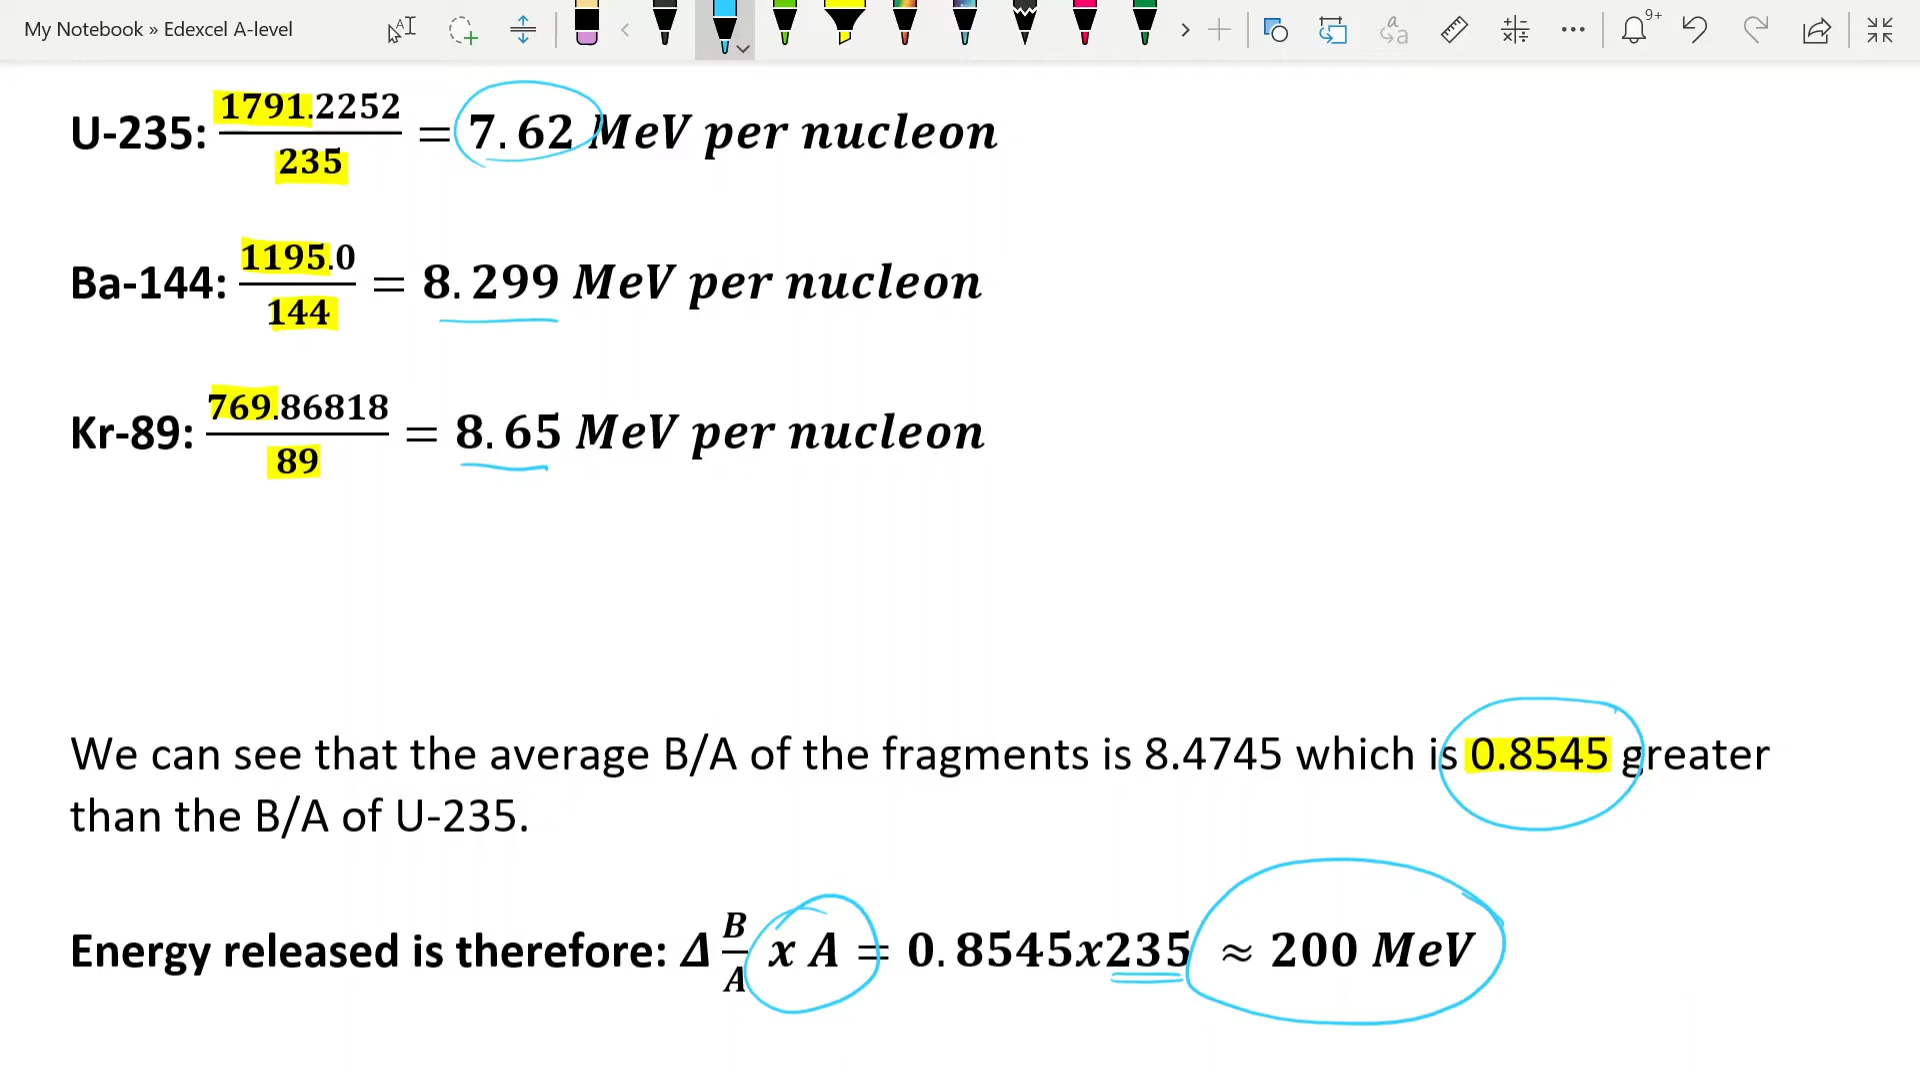 My Notebook » Edexcel A-level
9+
U-235: 1791.2252/235 = 7.62 MeV per nucleon
Ba-144: 1195.0/144 = 8.299 MeV per nucleon
Kr-89: 769.86818/89 = 8.65 MeV per nucleon
We can see that the average B/A of the fragments is 8.4745 which is 0.8545 greater
than the B/A of U-235.
Energy released is therefore: Δ B/A x A = 0.8545x235 ≈ 200 MeV